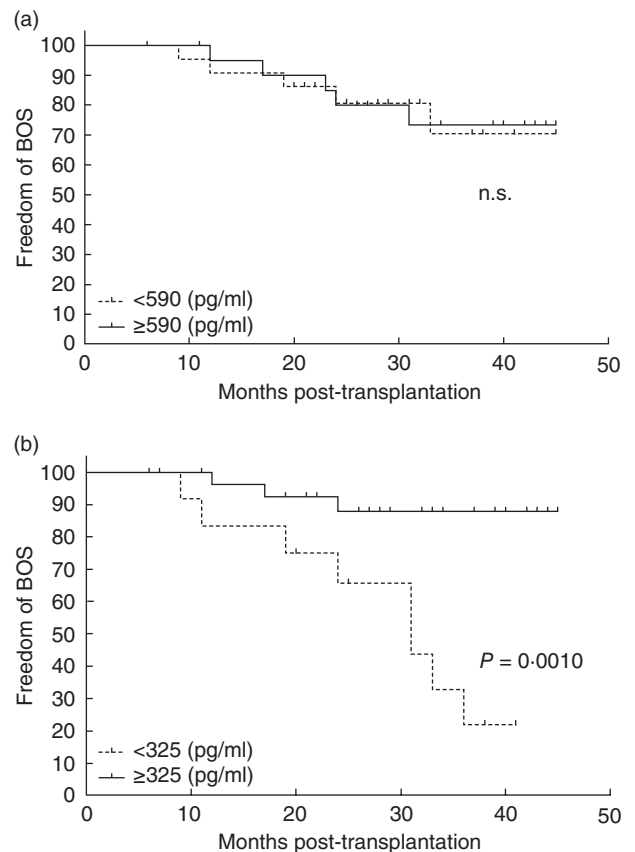 (a)
100
90
80
70
60
50
40
30
20
10
0
Freedom of BOS
n.s.
<590 (pg/ml)
≥590 (pg/ml)
0 10 20 30 40 50
Months post-transplantation
(b)
100
90
80
70
60
50
40
30
20
10
0
Freedom of BOS
P = 0·0010
<325 (pg/ml)
≥325 (pg/ml)
0 10 20 30 40 50
Months post-transplantation